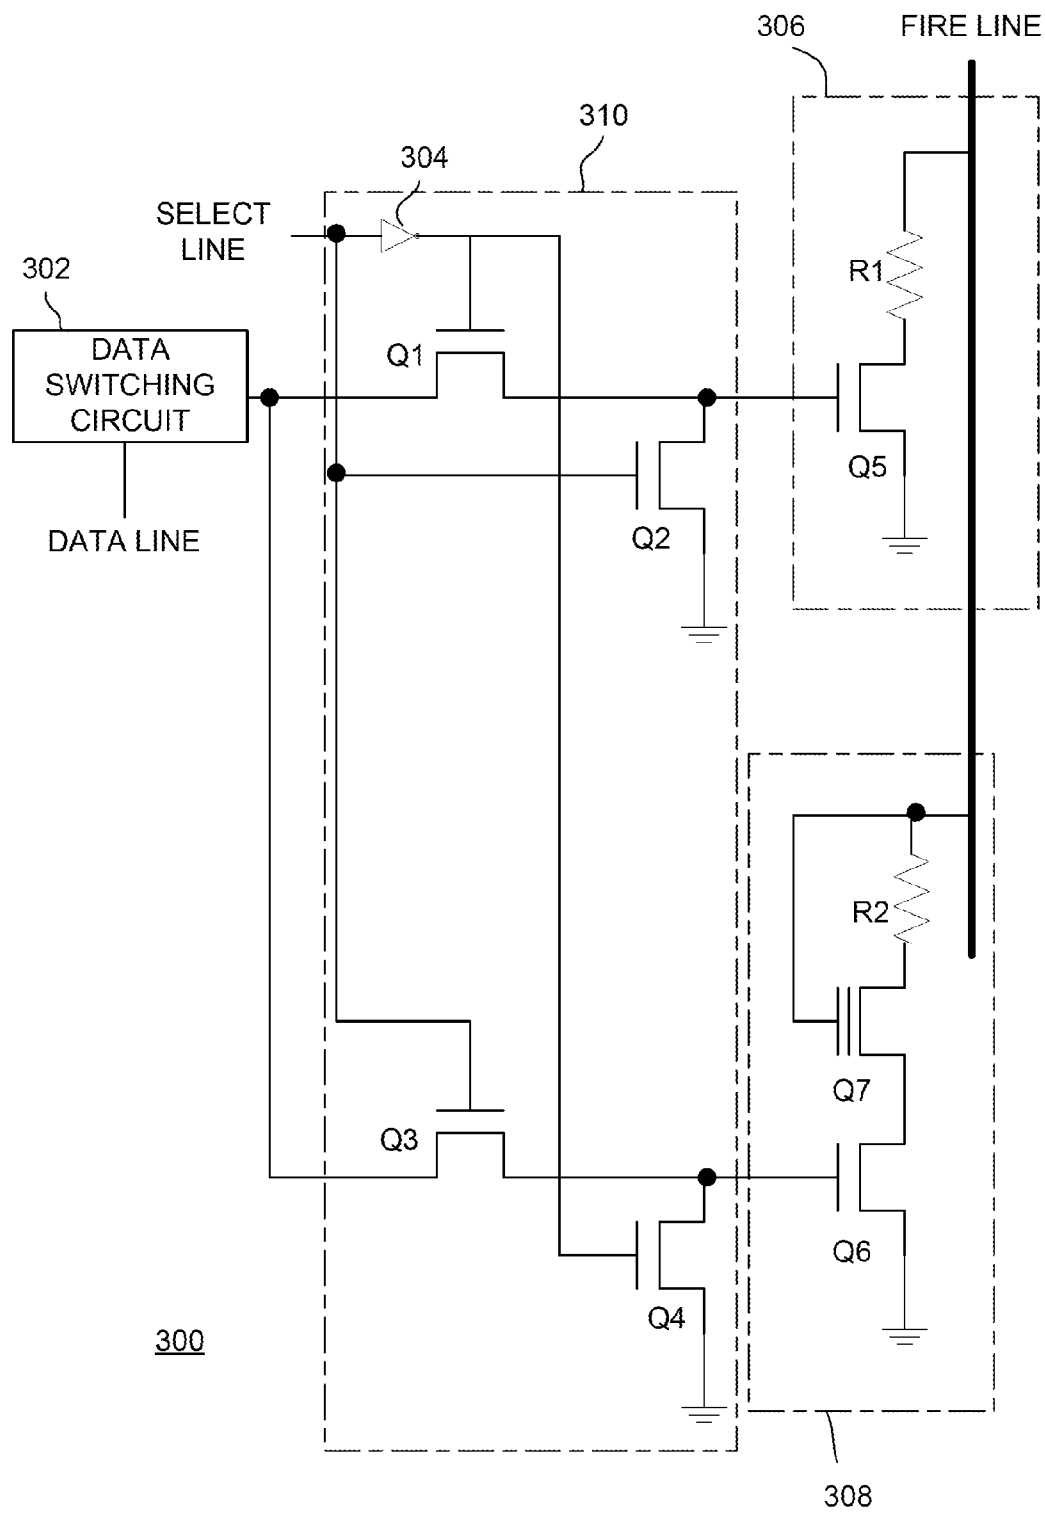 306
FIRE LINE
310
304
SELECT
LINE
302
R1
DATA
SWITCHING
CIRCUIT
Q1
Q5
DATA LINE
Q2
R2
Q7
Q3
Q6
Q4
300
308